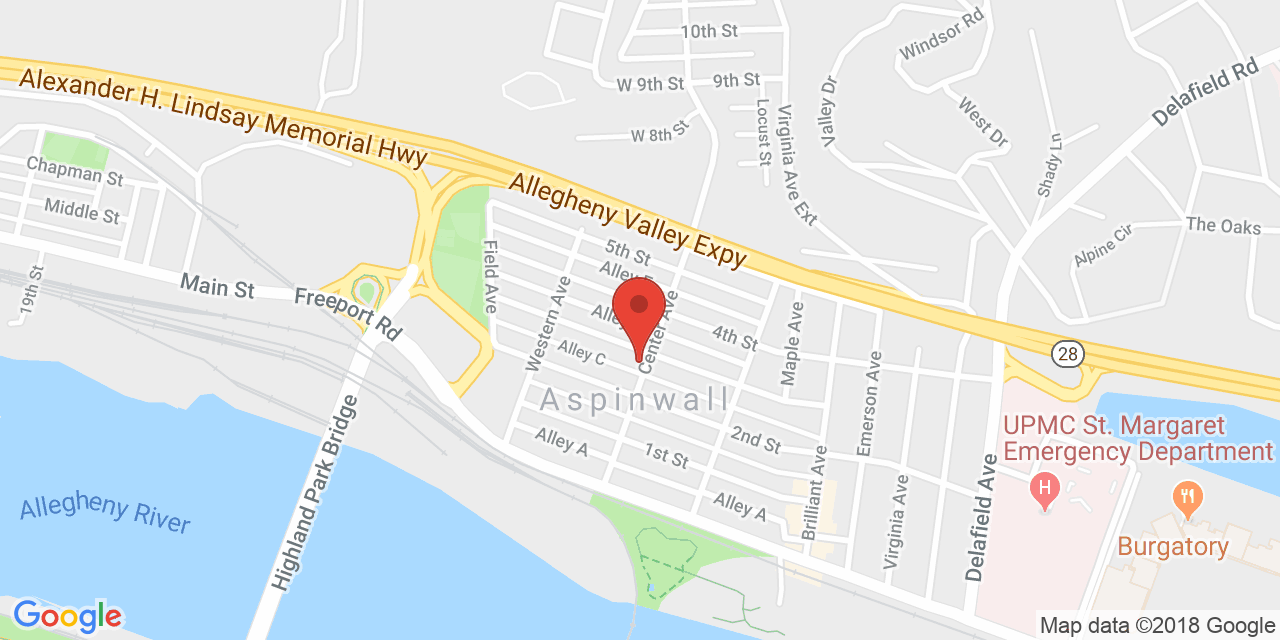 10th St
Windsor Rd
W 9th St
9th St
Delafield Rd
Alexander H. Lindsay Memorial Hwy
Locust St
Virginia Ave Ext
Valley Dr
West Dr
W 8th St
Shady Ln
Chapman St
Middle St
Allegheny Valley Expy
The Oaks
Alpine Cir
5th St
Field Ave
19th St
Main St
Freeport Rd
Western Ave
Center Ave
4th St
Maple Ave
28
Alley C
Emerson Ave
Aspinwall
Highland Park Bridge
Alley A
1st St
2nd St
UPMC St. Margaret
Emergency Department
H
Brilliant Ave
Virginia Ave
Delafield Ave
Allegheny River
Alley A
Burgatory
Google
Map data ©2018 Google